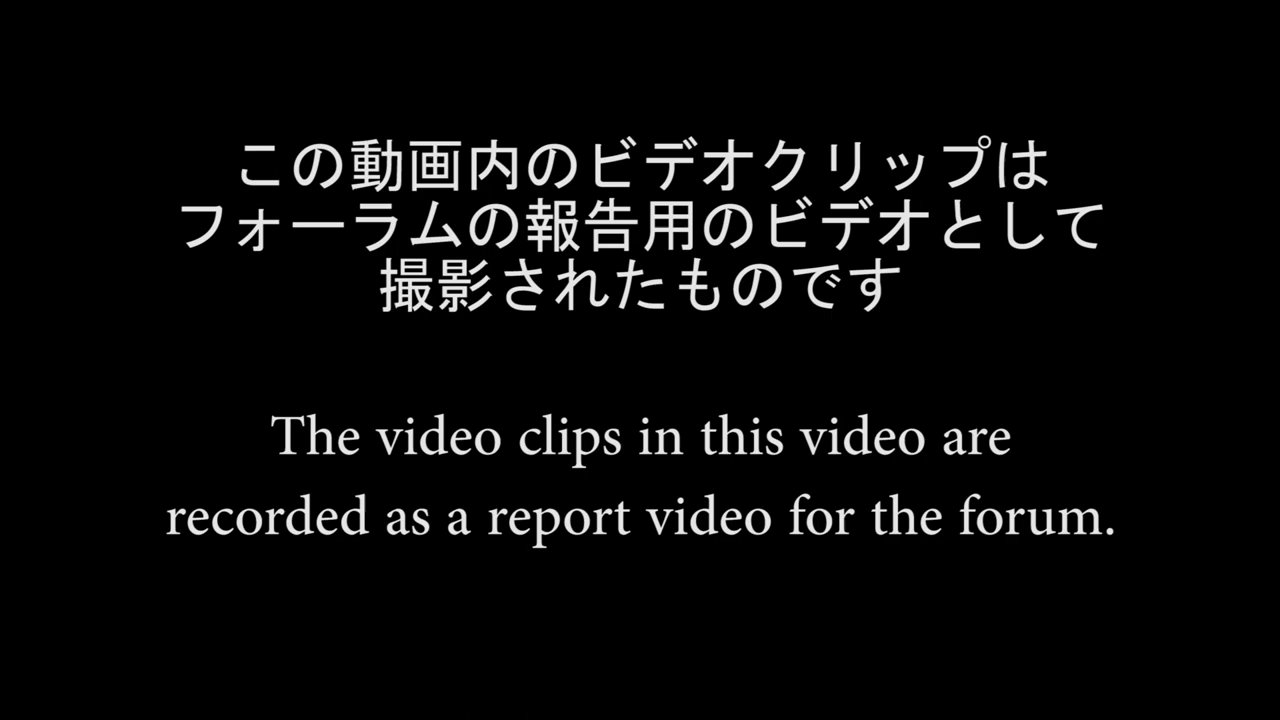 この動画内のビデオクリップは
フォーラムの報告用のビデオとして
撮影されたものです
The video clips in this video are
recorded as a report video for the forum.